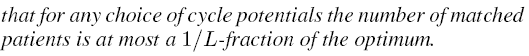 that for any choice of cycle potentials the number of matched
patients is at most a 1/L-fraction of the optimum.